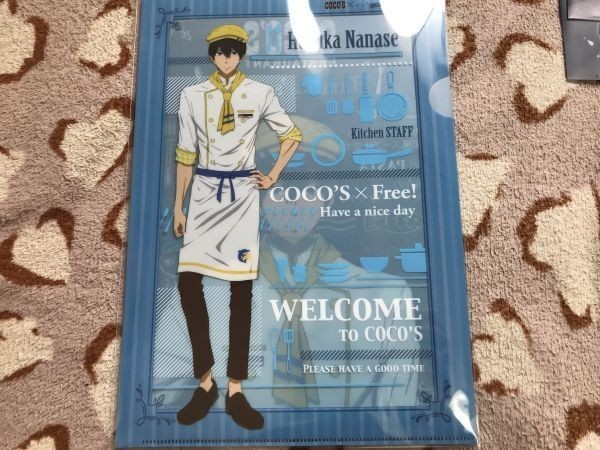 COCO'S ×
Haruka Nanase
Kitchen STAFF
COCO'S × Free!
Have a nice day
WELCOME
TO COCO'S
PLEASE HAVE A GOOD TIME